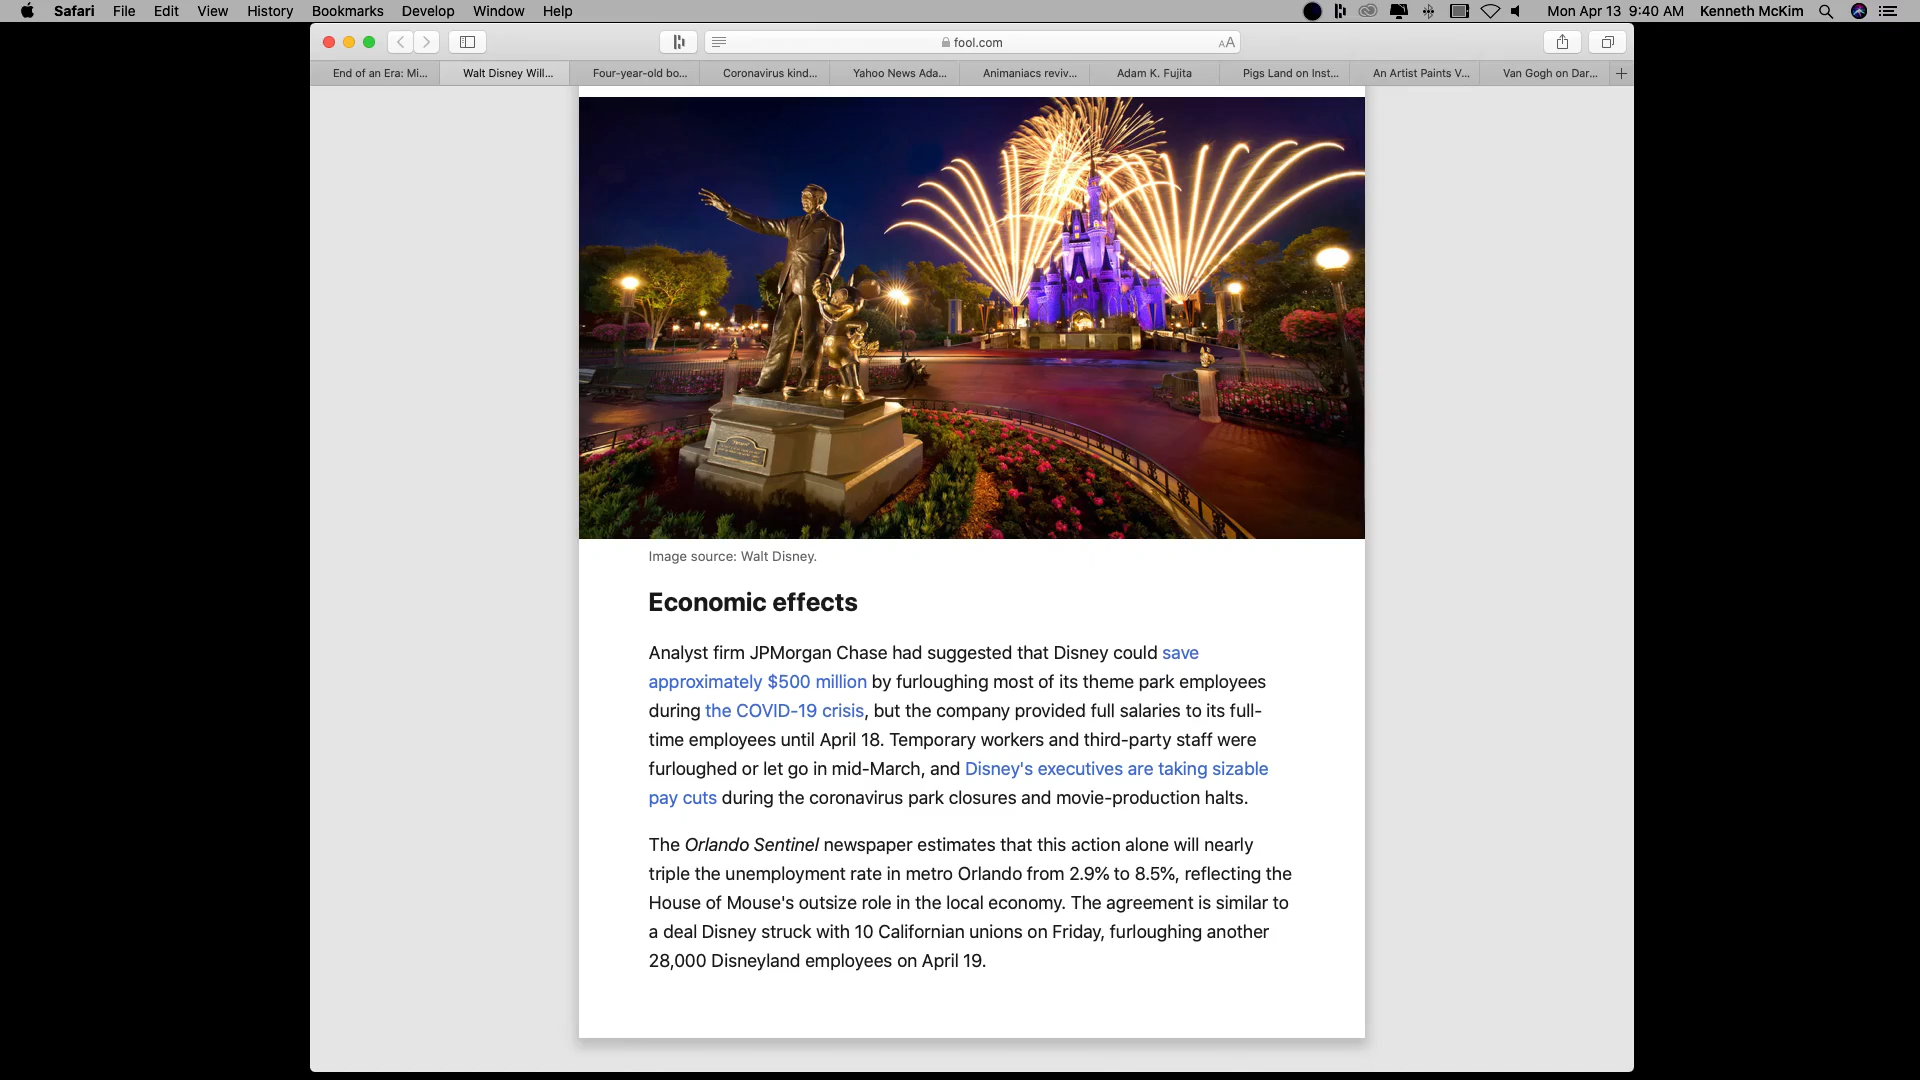 Safari File Edit View History Bookmarks Develop Window Help Mon Apr 13 9:40 AM Kenneth McKim
fool.com AA
End of an Era: Mi... Walt Disney Will... Four-year-old bo... Coronavirus kind... Yahoo News Ada... Animaniacs reviv... Adam K. Fujita Pigs Land on Inst... An Artist Paints V... Van Gogh on Dar...
Image source: Walt Disney.
Economic effects
Analyst firm JPMorgan Chase had suggested that Disney could save
approximately $500 million by furloughing most of its theme park employees
during the COVID-19 crisis, but the company provided full salaries to its full-
time employees until April 18. Temporary workers and third-party staff were
furloughed or let go in mid-March, and Disney's executives are taking sizable
pay cuts during the coronavirus park closures and movie-production halts.
The Orlando Sentinel newspaper estimates that this action alone will nearly
triple the unemployment rate in metro Orlando from 2.9% to 8.5%, reflecting the
House of Mouse's outsize role in the local economy. The agreement is similar to
a deal Disney struck with 10 Californian unions on Friday, furloughing another
28,000 Disneyland employees on April 19.